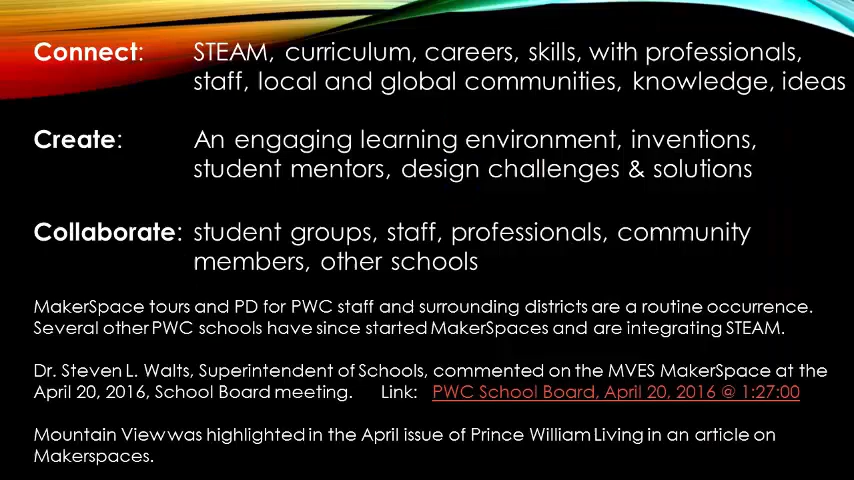 Connect: STEAM, curriculum, careers, skills, with professionals,
staff, local and global communities, knowledge, ideas
Create: An engaging learning environment, inventions,
student mentors, design challenges & solutions
Collaborate: student groups, staff, professionals, community
members, other schools
MakerSpace tours and PD for PWC staff and surrounding districts are a routine occurrence.
Several other PWC schools have since started MakerSpaces and are integrating STEAM.
Dr. Steven L. Walts, Superintendent of Schools, commented on the MVES MakerSpace at the
April 20, 2016, School Board meeting. Link: PWC School Board, April 20, 2016 @ 1:27:00
Mountain View was highlighted in the April issue of Prince William Living in an article on
Makerspaces.